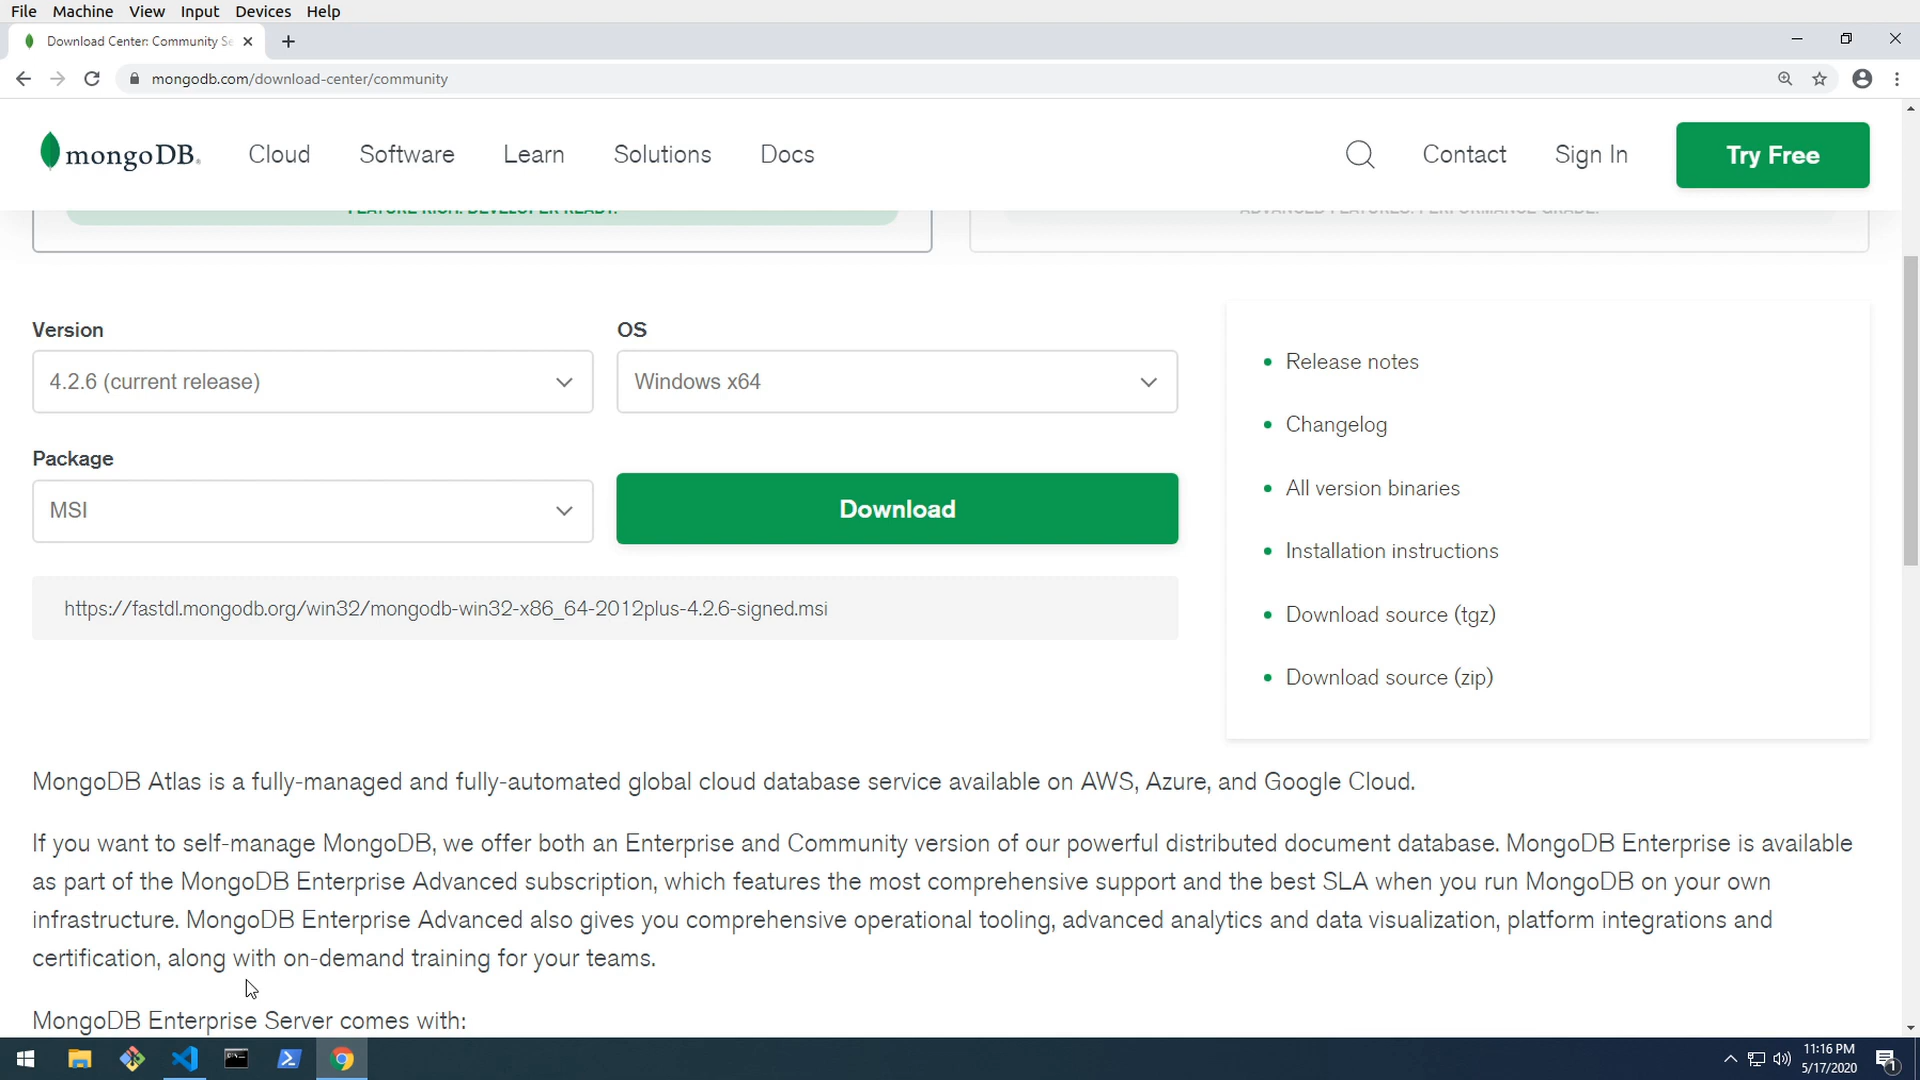 File Machine View Input Devices Help
Download Center: Community Se
mongodb.com/download-center/community
mongoDB.
Cloud Software Learn Solutions Docs Contact Sign In Try Free
FEATURE RICH. DEVELOPER READY.
ADVANCED FEATURES. PERFORMANCE GRADE.
Version
4.2.6 (current release)
OS
Windows x64
Package
MSI
Download
https://fastdl.mongodb.org/win32/mongodb-win32-x86_64-2012plus-4.2.6-signed.msi
Release notes
Changelog
All version binaries
Installation instructions
Download source (tgz)
Download source (zip)
MongoDB Atlas is a fully-managed and fully-automated global cloud database service available on AWS, Azure, and Google Cloud.
If you want to self-manage MongoDB, we offer both an Enterprise and Community version of our powerful distributed document database. MongoDB Enterprise is available
as part of the MongoDB Enterprise Advanced subscription, which features the most comprehensive support and the best SLA when you run MongoDB on your own
infrastructure. MongoDB Enterprise Advanced also gives you comprehensive operational tooling, advanced analytics and data visualization, platform integrations and
certification, along with on-demand training for your teams.
MongoDB Enterprise Server comes with:
11:16 PM
5/17/2020
1